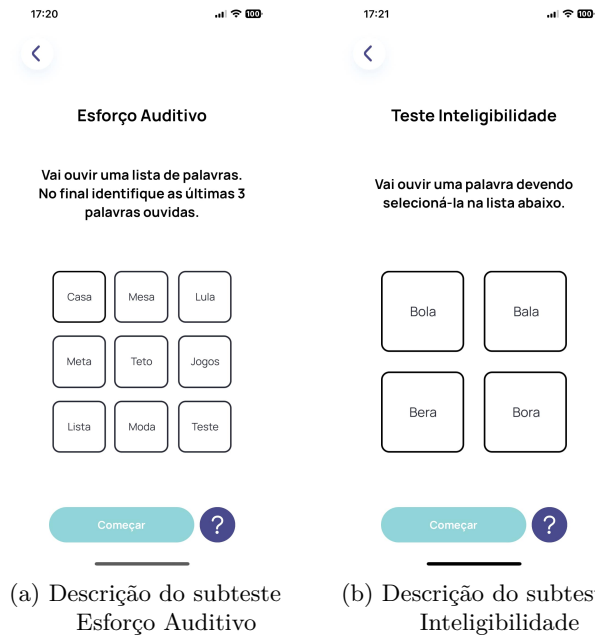 17:20
100
Esforço Auditivo
Vai ouvir uma lista de palavras.
No final identifique as últimas 3
palavras ouvidas.
Casa Mesa Lula
Meta Teto Jogos
Lista Moda Teste
Começar ?
(a) Descrição do subteste
Esforço Auditivo
17:21
100
Teste Inteligibilidade
Vai ouvir uma palavra devendo
selecioná-la na lista abaixo.
Bola Bala
Bera Bora
Começar ?
(b) Descrição do subtes
Inteligibilidade